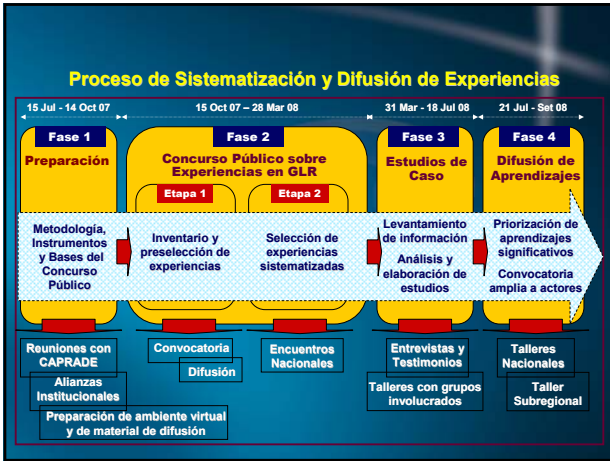 Proceso de Sistematización y Difusión de Experiencias
15 Jul - 14 Oct 07
15 Oct 07 – 28 Mar 08
31 Mar - 18 Jul 08
21 Jul - Set 08
Fase 1
Preparación
Fase 2
Concurso Público sobre
Experiencias en GLR
Etapa 1
Etapa 2
Fase 3
Estudios de
Caso
Fase 4
Difusión de
Aprendizajes
Metodología,
Instrumentos
y Bases del
Concurso
Público
Inventario y
preselección de
experiencias
Selección de
experiencias
sistematizadas
Levantamiento
de información
Análisis y
elaboración de
estudios
Priorización de
aprendizajes
significativos
Convocatoria
amplia a actores
Reuniones con
CAPRADE
Alianzas
Institucionales
Preparación de ambiente virtual
y de material de difusión
Convocatoria
Difusión
Encuentros
Nacionales
Entrevistas y
Testimonios
Talleres con grupos
involucrados
Talleres
Nacionales
Taller
Subregional